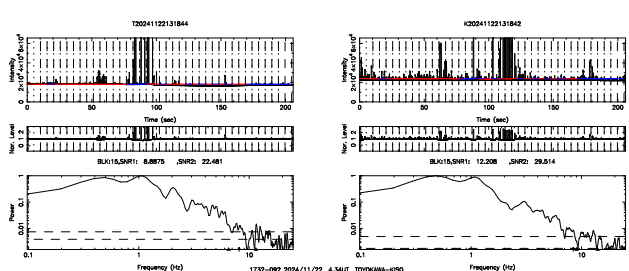 T20241122131844
K20241122131842
Intensity
2×10⁴ 4×10⁴ 6×10⁴
0 50 100 150 200
Time (sec)
Intensity
2×10⁴ 4×10⁴ 6×10⁴
0 50 100 150 200
Time (sec)
Nor. Level
0 1 2
Nor. Level
0 1 2
BLK:15,SNR1: 8.8875 ,SNR2: 22.481
BLK:15,SNR1: 12.208 ,SNR2: 29.514
Power
0.01 0.1 1
0.1 1 10
Frequency (Hz)
Power
0.01 0.1 1
0.1 1 10
Frequency (Hz)
1732-092 2024/11/22 4.34UT TOYOKAWA-KISO